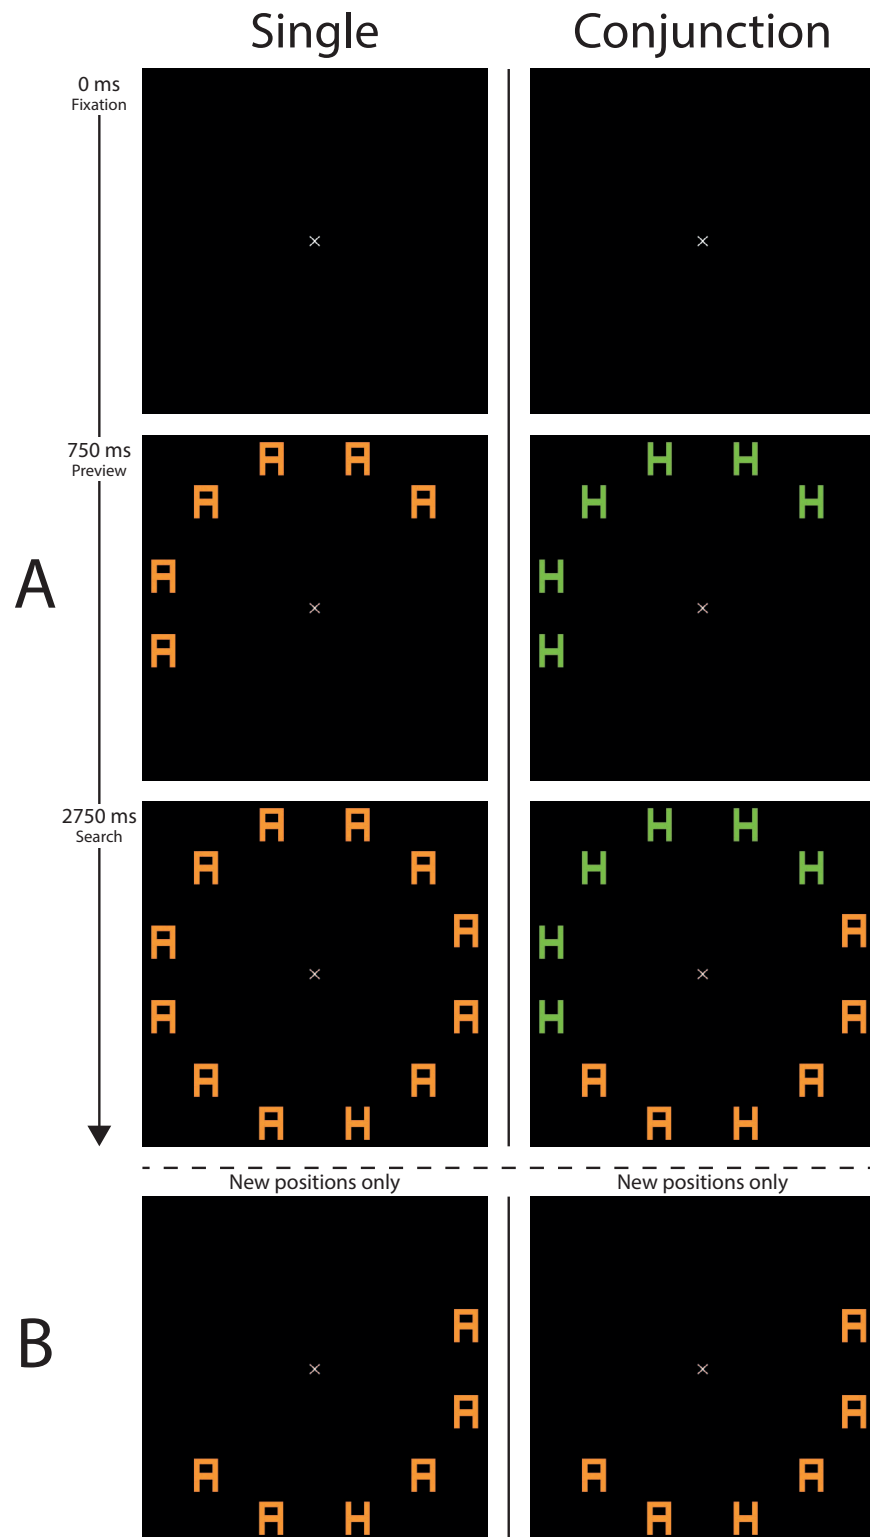 Single Conjunction
0 ms
Fixation
×
×
750 ms
Preview
A A
H H
A A
H H
A
H
×
×
A
H
A
2750 ms
Search
A A
H H
A A
H H
A A
H A
×
×
A A
H A
A A
A A
A H
A H
New positions only
New positions only
B
A
A
×
×
A
A
A A
A A
A H
A H